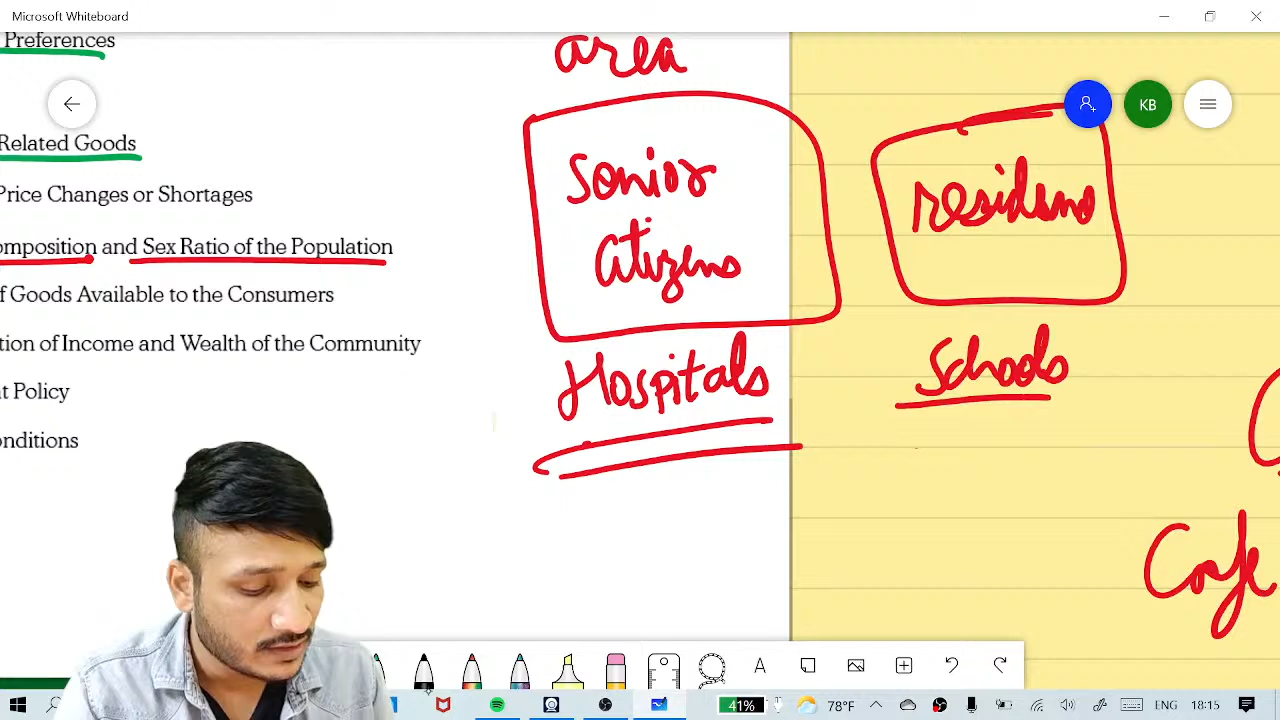 Microsoft Whiteboard
Preferences
Related Goods
Price Changes or Shortages
omposition and Sex Ratio of the Population
f Goods Available to the Consumers
tion of Income and Wealth of the Community
t Policy
onditions
area
Senior
Citizens
Hospitals
KB
Schools
41%
78°F
ENG
08:15